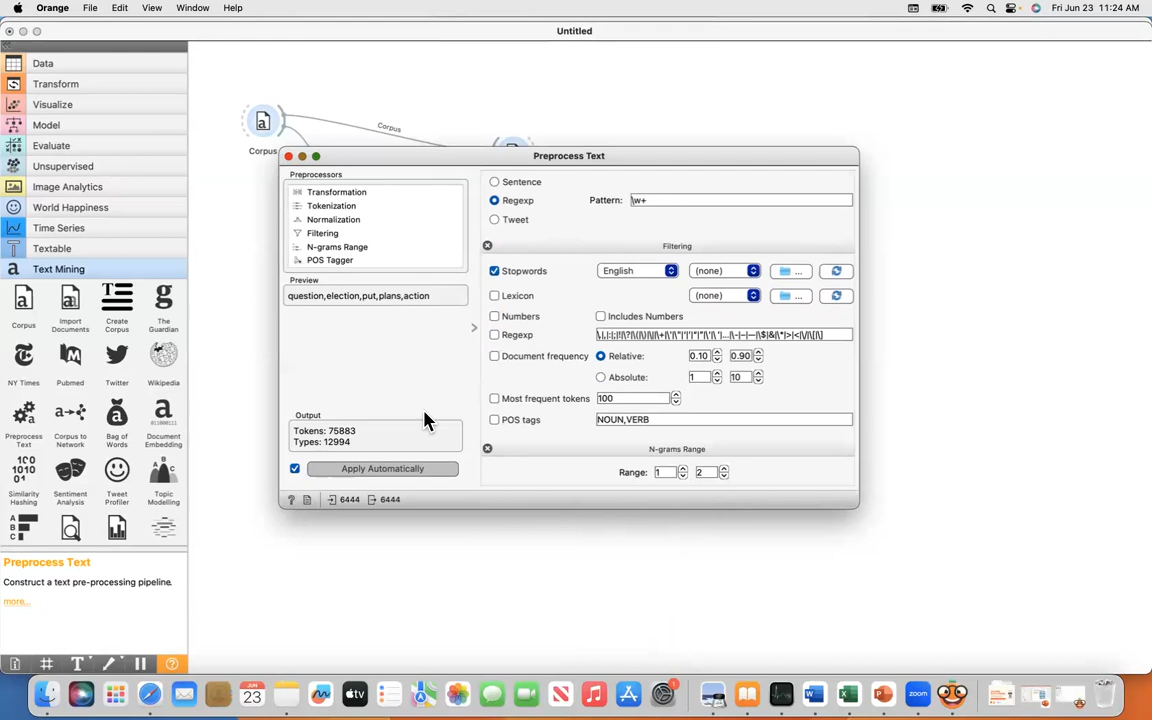 Orange File Edit View Window Help Fri Jun 23 11:24 AM
Untitled
Data
Transform
Visualize
Model
Evaluate
Unsupervised
Image Analytics
World Happiness
Time Series
Textable
Text Mining
Corpus
Import Documents
Create Corpus
The Guardian
NY Times
Pubmed
Twitter
Wikipedia
Preprocess Text
Corpus to Network
Bag of Words
Document Embedding
Similarity Hashing
Sentiment Analysis
Tweet Profiler
Topic Modelling
Preprocess Text
Construct a text pre-processing pipeline.
more...
Corpus
Corpus
Preprocess Text
Preprocessors
Transformation
Tokenization
Normalization
Filtering
N-grams Range
POS Tagger
Preview
question,election,put,plans,action
Output
Tokens: 75883
Types: 12994
Apply Automatically
6444 6444
Sentence
Regexp Pattern: \w+
Tweet
Filtering
Stopwords English (none) ...
Lexicon (none) ...
Numbers Includes Numbers
Regexp
Document frequency Relative: 0.10 0.90
Absolute: 1 10
Most frequent tokens 100
POS tags NOUN,VERB
N-grams Range
Range: 1 2